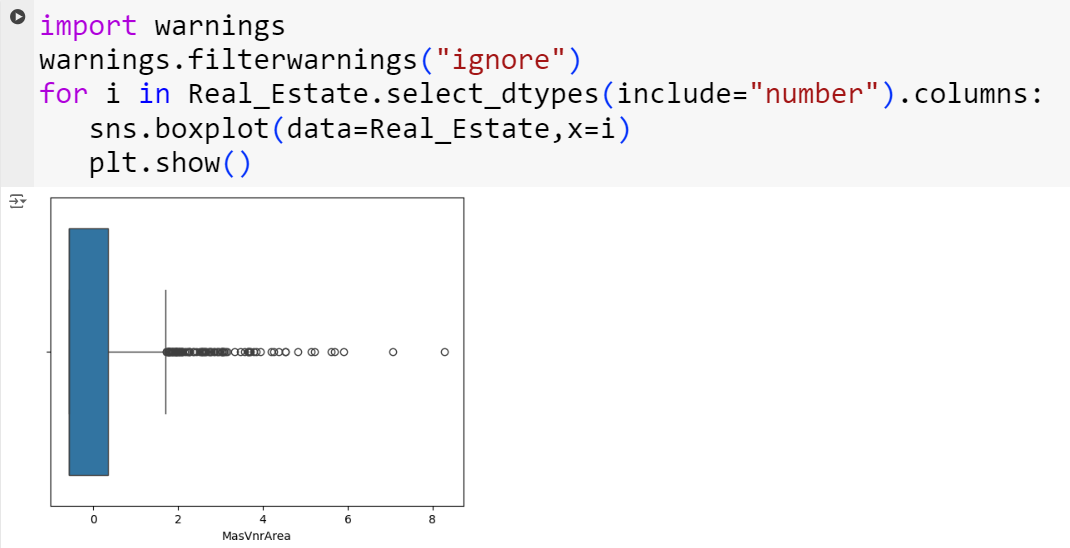 import warnings
warnings.filterwarnings("ignore")
for i in Real_Estate.select_dtypes(include="number").columns:
   sns.boxplot(data=Real_Estate,x=i)
   plt.show()
0 2 4 6 8
MasVnrArea